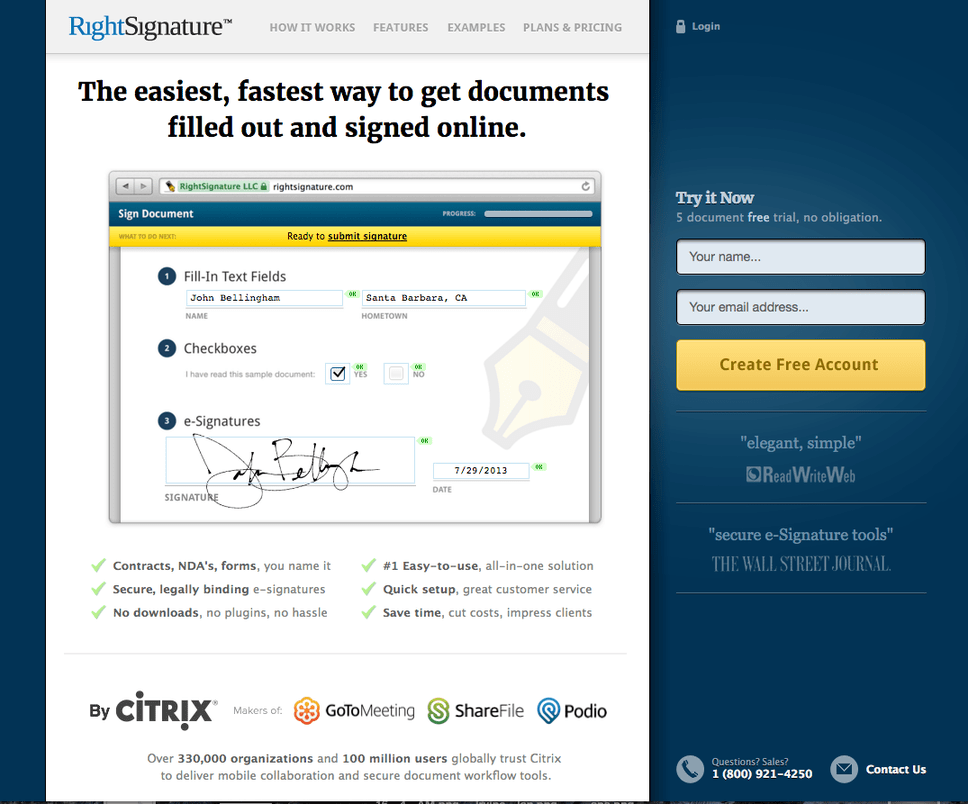 RightSignature™
HOW IT WORKS FEATURES EXAMPLES PLANS & PRICING
Login
The easiest, fastest way to get documents
filled out and signed online.
RightSignature LLC rightsignature.com
Sign Document
PROGRESS:
WHAT TO DO NEXT:
Ready to submit signature
1 Fill-In Text Fields
John Bellingham OK Santa Barbara, CA OK
NAME HOMETOWN
2 Checkboxes
I have read this sample document: OK YES OK NO
3 e-Signatures
John Bellingham OK
7/29/2013 OK
SIGNATURE
DATE
Contracts, NDA's, forms, you name it
Secure, legally binding e-signatures
No downloads, no plugins, no hassle
#1 Easy-to-use, all-in-one solution
Quick setup, great customer service
Save time, cut costs, impress clients
By CITRIX® Makers of: GoToMeeting ShareFile Podio
Over 330,000 organizations and 100 million users globally trust Citrix
to deliver mobile collaboration and secure document workflow tools.
Try it Now
5 document free trial, no obligation.
Your name...
Your email address...
Create Free Account
"elegant, simple"
ReadWriteWeb
"secure e-Signature tools"
THE WALL STREET JOURNAL.
Questions? Sales?
1 (800) 921-4250
Contact Us